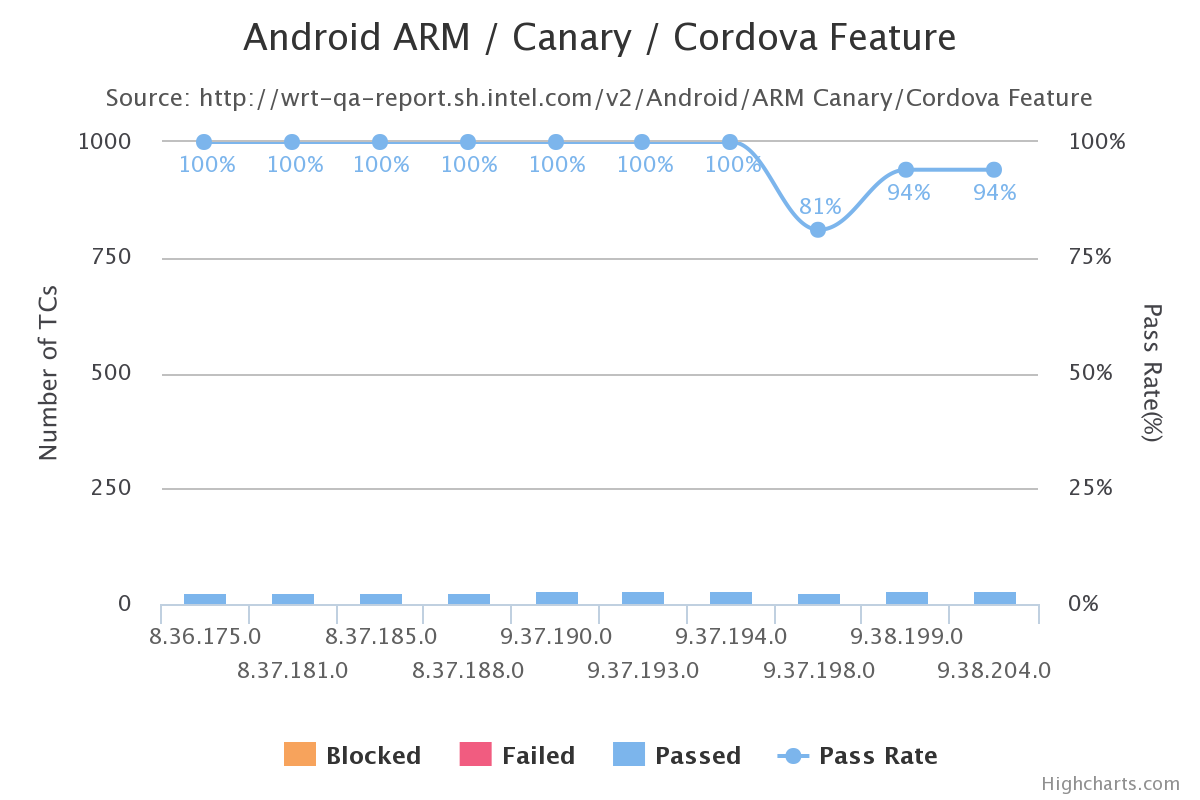 Android ARM / Canary / Cordova Feature
Source: http://wrt-qa-report.sh.intel.com/v2/Android/ARM Canary/Cordova Feature
1000
100%
100% 100% 100% 100% 100% 100% 100%
81%
94% 94%
750
75%
500
50%
250
25%
0
0%
Number of TCs
Pass Rate(%)
8.36.175.0 8.37.185.0 9.37.190.0 9.37.194.0 9.38.199.0
8.37.181.0 8.37.188.0 9.37.193.0 9.37.198.0 9.38.204.0
Blocked Failed Passed Pass Rate
Highcharts.com